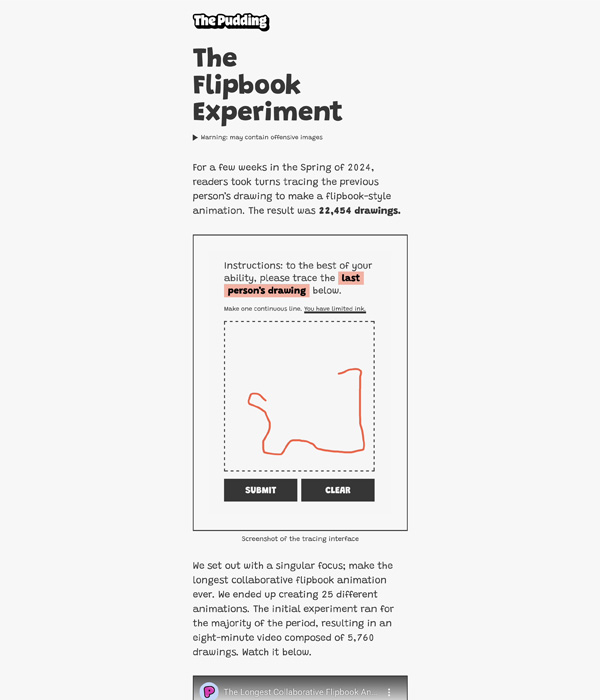 The Pudding
The
Flipbook
Experiment
Warning: may contain offensive images
For a few weeks in the Spring of 2024,
readers took turns tracing the previous
person's drawing to make a flipbook-style
animation. The result was 22,454 drawings.
Instructions: to the best of your
ability, please trace the last
person's drawing below.
Make one continuous line. You have limited ink.
SUBMIT CLEAR
Screenshot of the tracing interface
We set out with a singular focus; make the
longest collaborative flipbook animation
ever. We ended up creating 25 different
animations. The initial experiment ran for
the majority of the period, resulting in an
eight-minute video composed of 5,760
drawings. Watch it below.
P The Longest Collaborative Flipbook An...